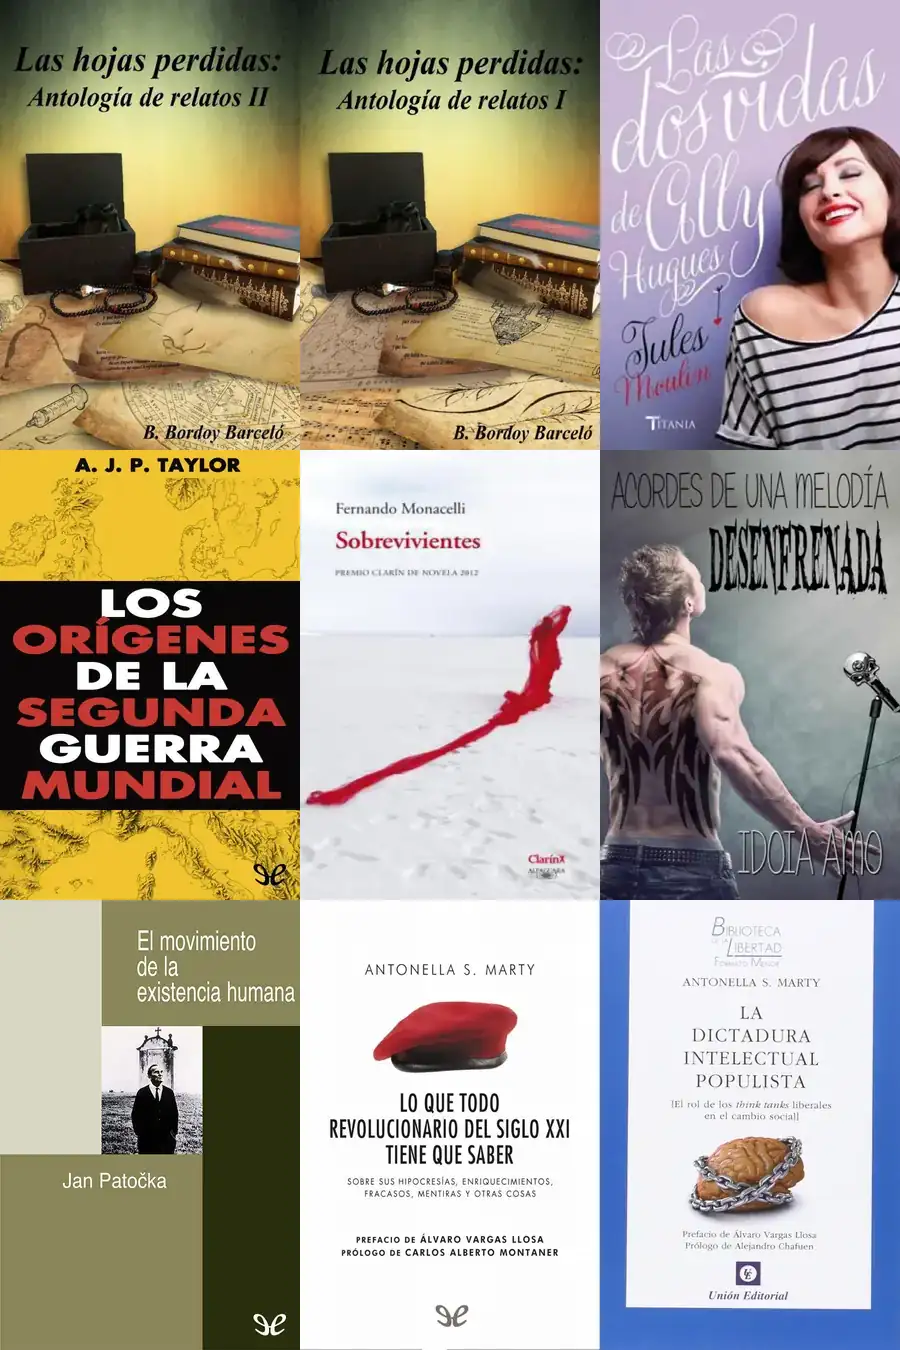 Las hojas perdidas:
Antología de relatos II
B. Bordoy Barceló
Las hojas perdidas:
Antología de relatos I
B. Bordoy Barceló
Las
dos vidas
de Ally
Hugues
Jules
Moulin
TITANIA
A. J. P. TAYLOR
LOS
ORÍGENES
DE LA
SEGUNDA
GUERRA
MUNDIAL
Fernando Monacelli
Sobrevivientes
PREMIO CLARÍN DE NOVELA 2012
ClarínX
ALFAGUARA
ACORDES DE UNA MELODÍA
DESENFRENADA
IDOIA AMO
El movimiento
de la
existencia humana
Jan Patočka
ANTONELLA S. MARTY
LO QUE TODO
REVOLUCIONARIO DEL SIGLO XXI
TIENE QUE SABER
SOBRE SUS HIPOCRESÍAS, ENRIQUECIMIENTOS,
FRACASOS, MENTIRAS Y OTRAS COSAS
PREFACIO DE ÁLVARO VARGAS LLOSA
PRÓLOGO DE CARLOS ALBERTO MONTANER
BIBLIOTECA
DE LA
LIBERTAD
FORMATO MENOR
ANTONELLA S. MARTY
LA
DICTADURA
INTELECTUAL
POPULISTA
[El rol de los think tanks liberales
en el cambio social]
Prefacio de Álvaro Vargas Llosa
Prólogo de Alejandro Chafuen
Unión Editorial